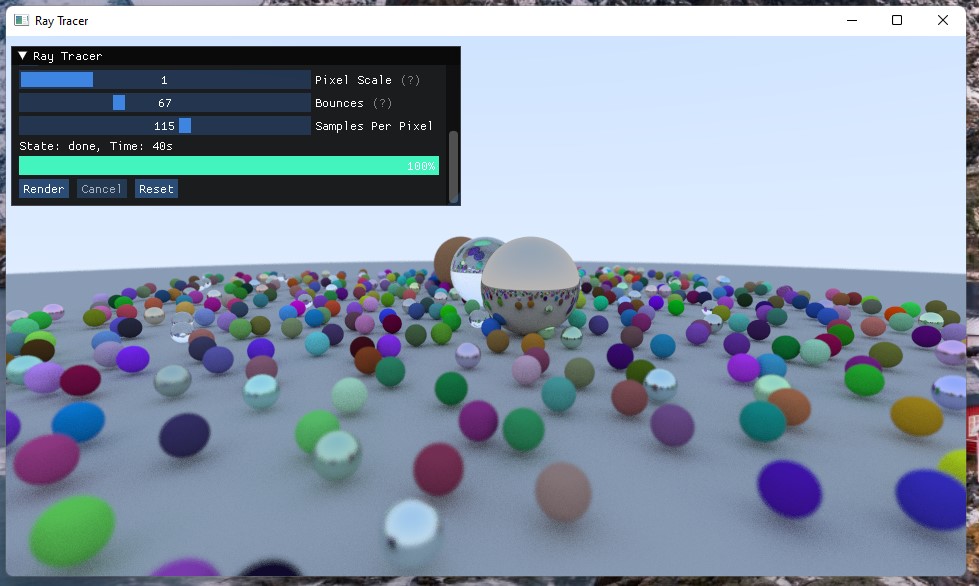 Ray Tracer
Ray Tracer
1 Pixel Scale (?)
67 Bounces (?)
115 Samples Per Pixel
State: done, Time: 40s
100%
Render Cancel Reset